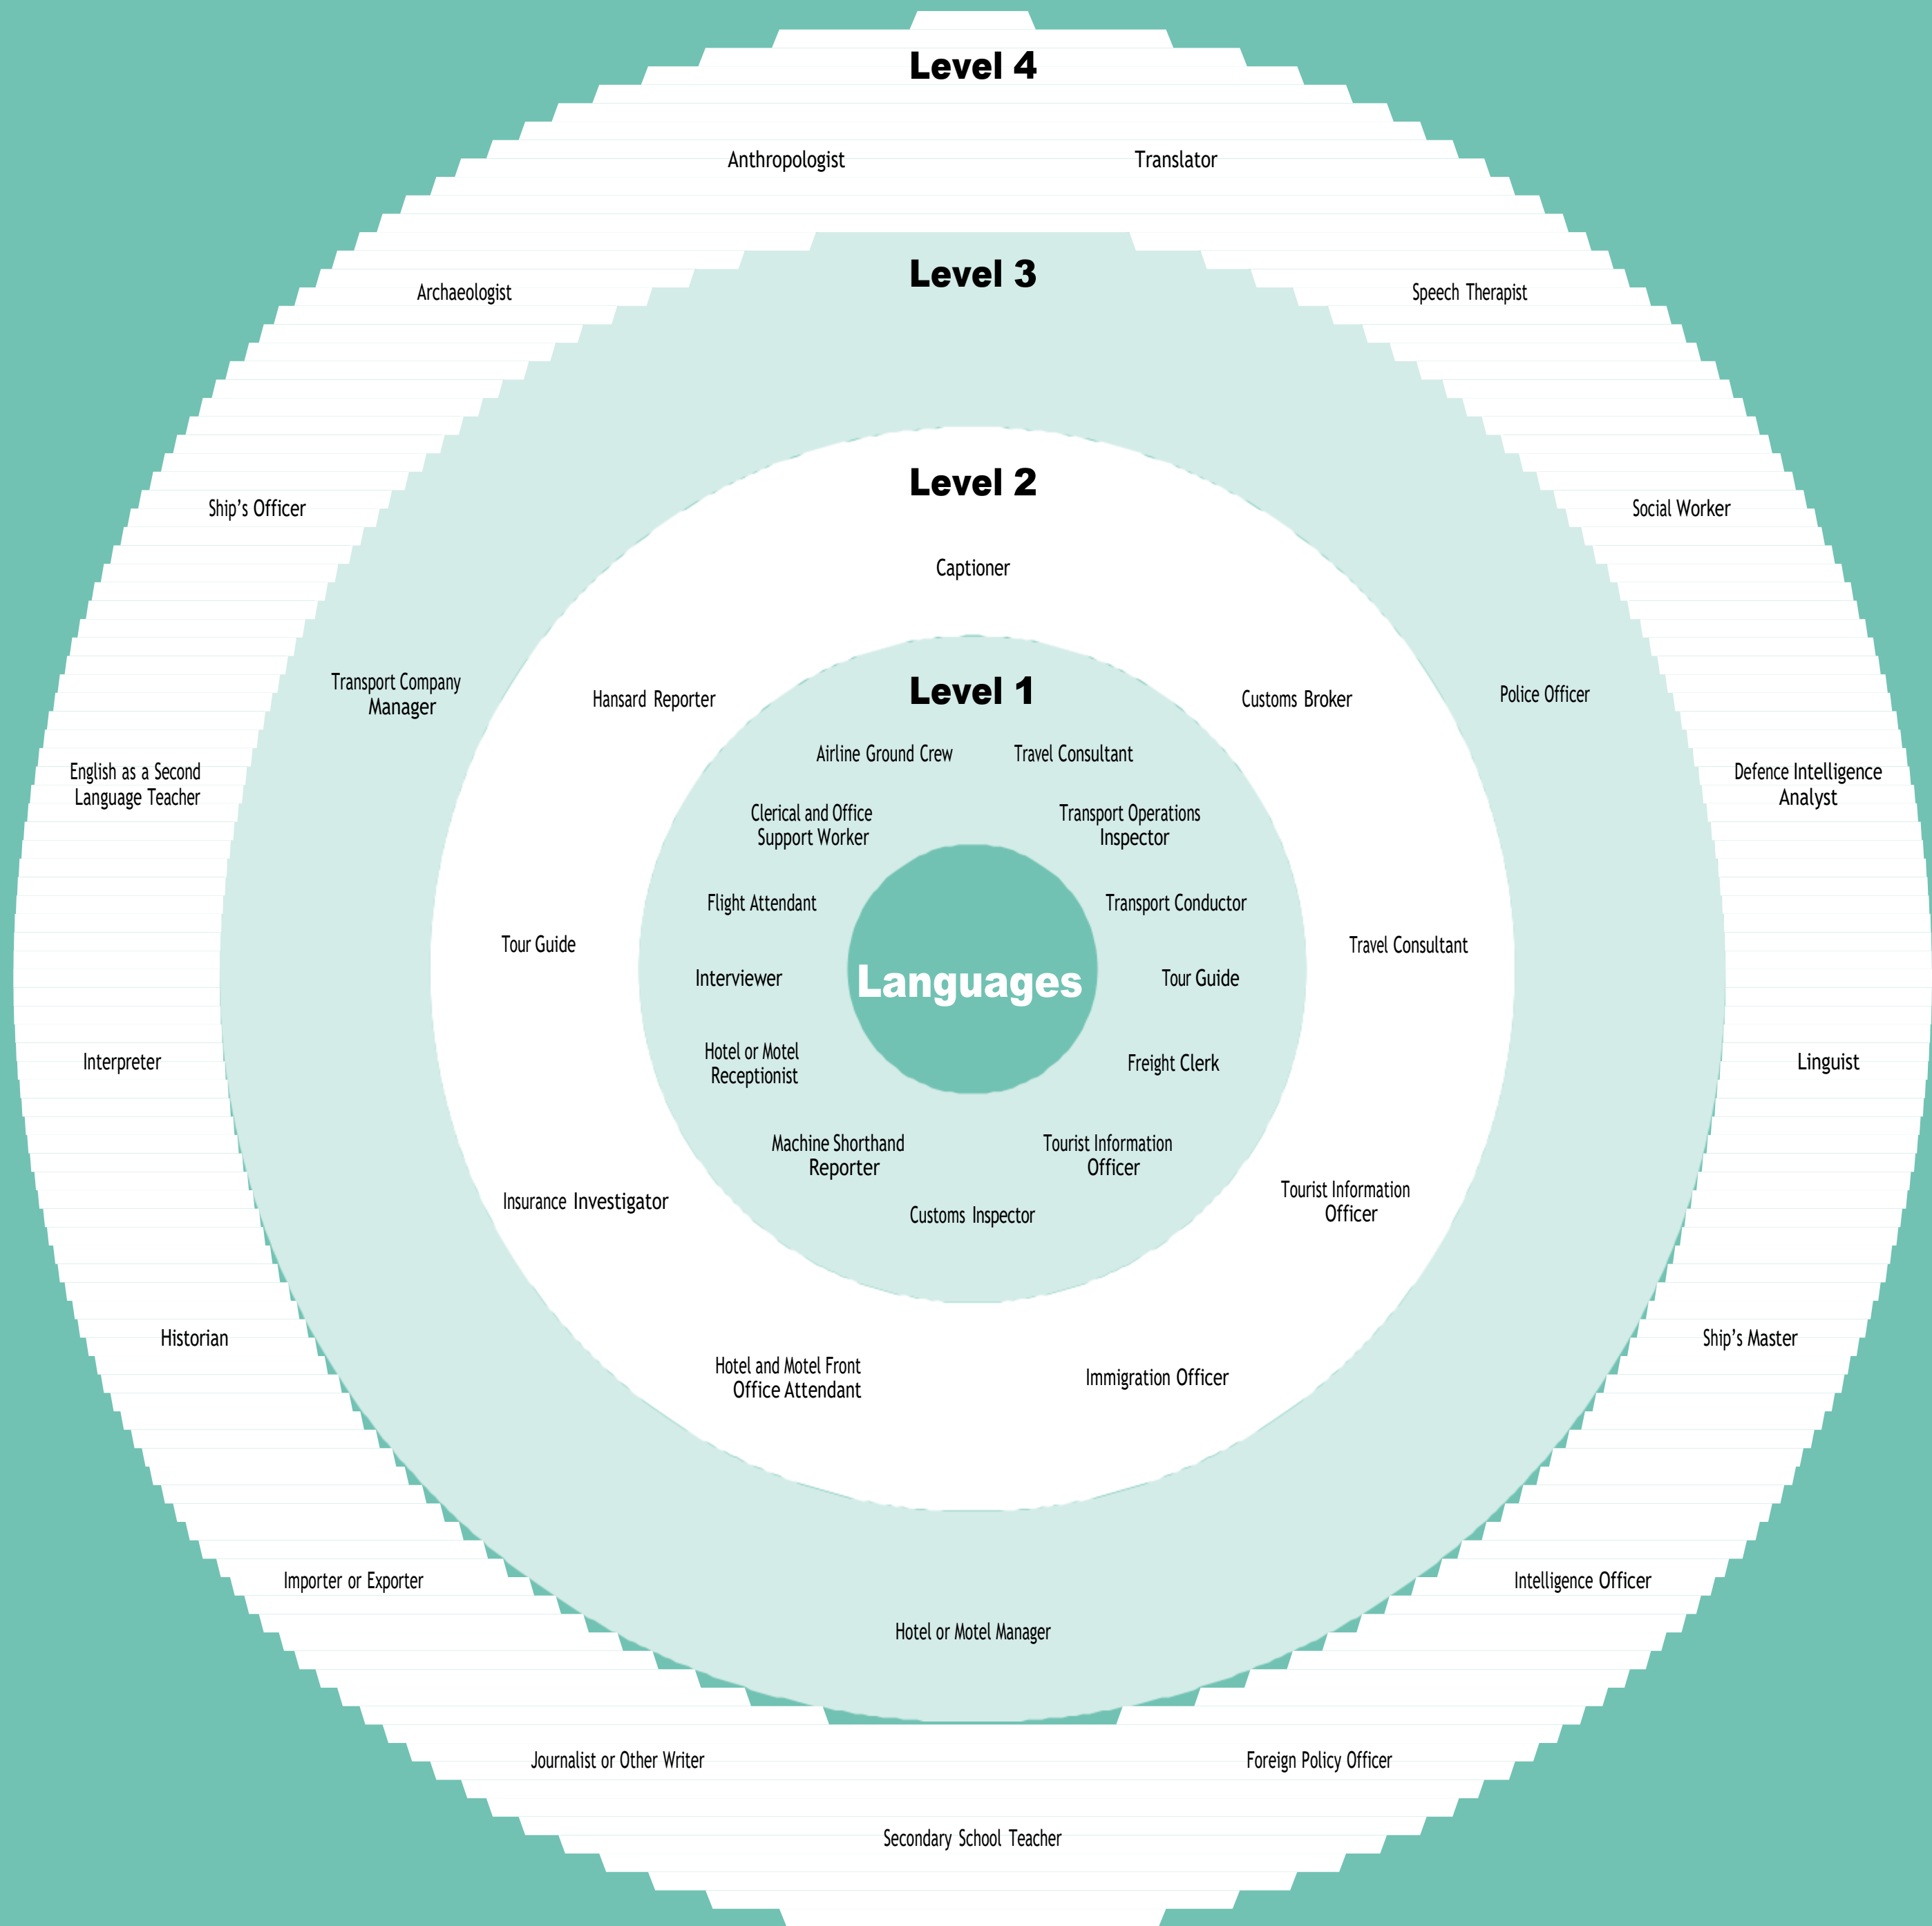 Level 4
Anthropologist
Translator
Archaeologist
Speech Therapist
Ship's Officer
Social Worker
English as a Second
Language Teacher
Defence Intelligence
Analyst
Interpreter
Linguist
Historian
Ship's Master
Importer or Exporter
Intelligence Officer
Journalist or Other Writer
Foreign Policy Officer
Secondary School Teacher
Level 3
Transport Company
Manager
Police Officer
Hotel or Motel Manager
Level 2
Captioner
Hansard Reporter
Customs Broker
Tour Guide
Travel Consultant
Insurance Investigator
Tourist Information
Officer
Hotel and Motel Front
Office Attendant
Immigration Officer
Level 1
Airline Ground Crew
Travel Consultant
Clerical and Office
Support Worker
Transport Operations
Inspector
Flight Attendant
Transport Conductor
Interviewer
Tour Guide
Hotel or Motel
Receptionist
Freight Clerk
Machine Shorthand
Reporter
Tourist Information
Officer
Customs Inspector
Languages